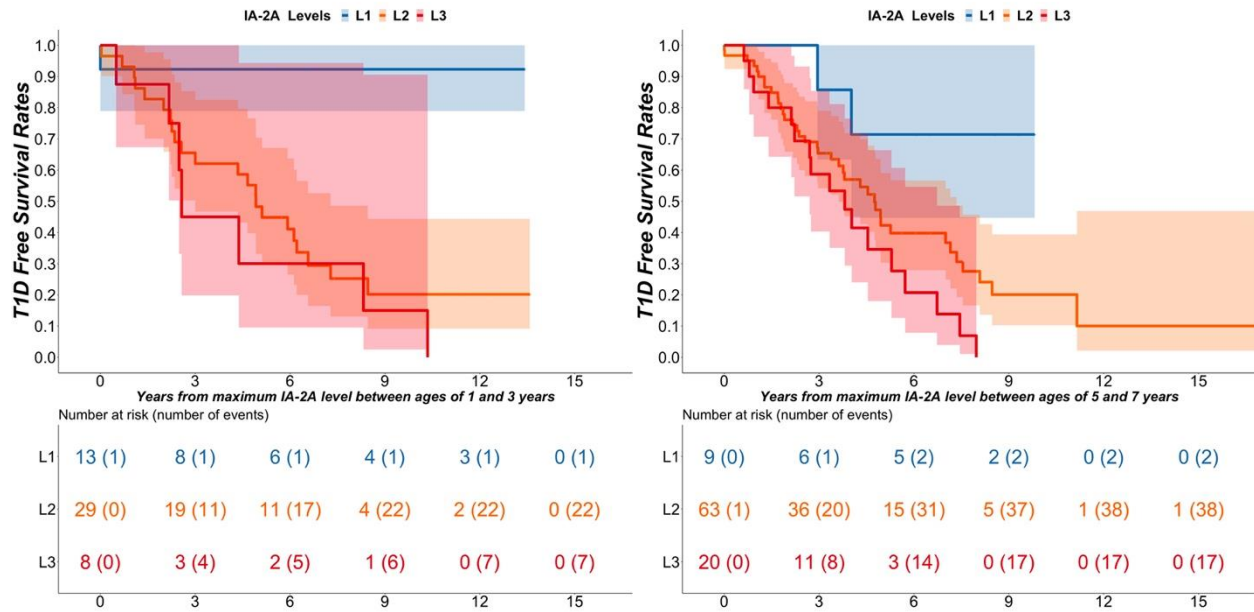 IA-2A Levels L1 L2 L3
T1D Free Survival Rates
1.0
0.9
0.8
0.7
0.6
0.5
0.4
0.3
0.2
0.1
0.0
0 3 6 9 12 15
Years from maximum IA-2A level between ages of 1 and 3 years
Number at risk (number of events)
L1 13 (1) 8 (1) 6 (1) 4 (1) 3 (1) 0 (1)
L2 29 (0) 19 (11) 11 (17) 4 (22) 2 (22) 0 (22)
L3 8 (0) 3 (4) 2 (5) 1 (6) 0 (7) 0 (7)
0 3 6 9 12 15
IA-2A Levels L1 L2 L3
T1D Free Survival Rates
1.0
0.9
0.8
0.7
0.6
0.5
0.4
0.3
0.2
0.1
0.0
0 3 6 9 12 15
Years from maximum IA-2A level between ages of 5 and 7 years
Number at risk (number of events)
L1 9 (0) 6 (1) 5 (2) 2 (2) 0 (2) 0 (2)
L2 63 (1) 36 (20) 15 (31) 5 (37) 1 (38) 1 (38)
L3 20 (0) 11 (8) 3 (14) 0 (17) 0 (17) 0 (17)
0 3 6 9 12 15